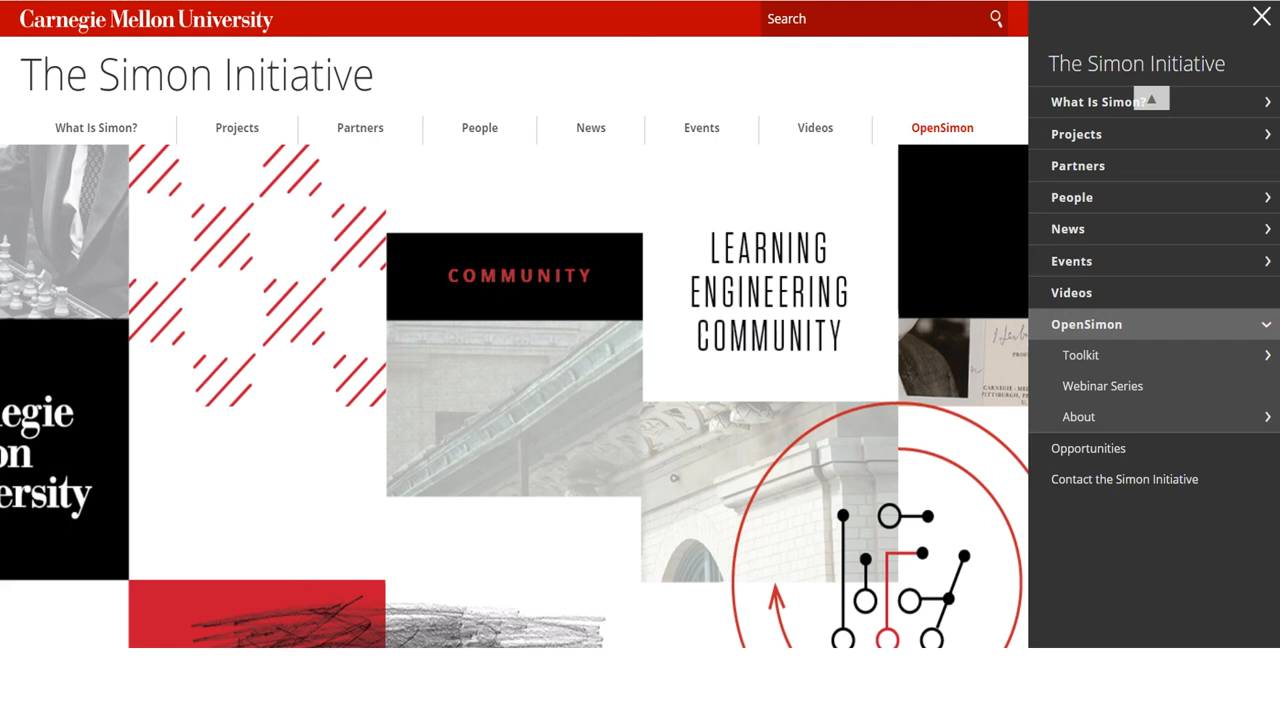 Carnegie Mellon University
Search
The Simon Initiative
What Is Simon?
Projects
Partners
People
News
Events
Videos
OpenSimon
COMMUNITY
LEARNING
ENGINEERING
COMMUNITY
egie
on
ersity
The Simon Initiative
What Is Simon?
Projects
Partners
People
News
Events
Videos
OpenSimon
Toolkit
Webinar Series
About
Opportunities
Contact the Simon Initiative